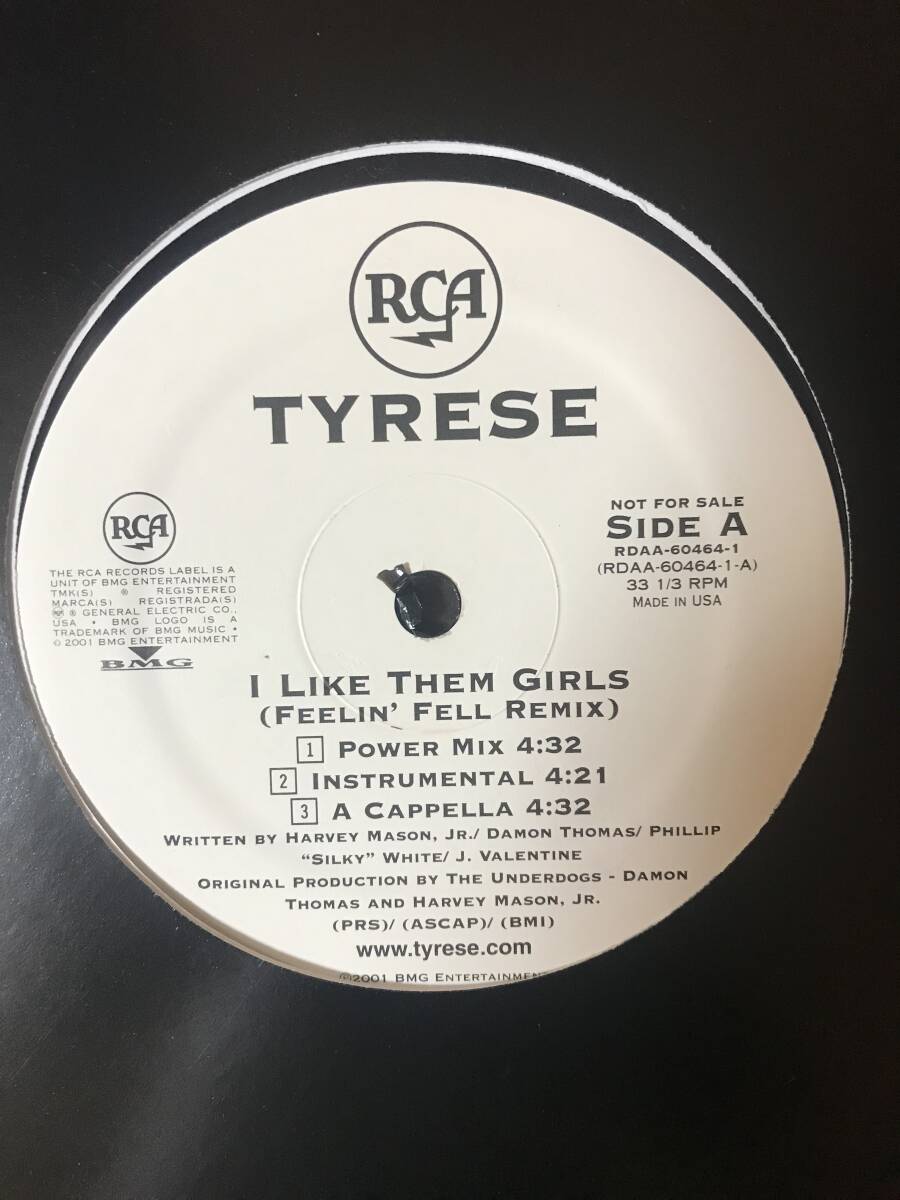 RCA
TYRESE
RCA
THE RCA RECORDS LABEL IS A
UNIT OF BMG ENTERTAINMENT
TMK(S) ® REGISTERED
MARCA(S) REGISTRADA(S)
® GENERAL ELECTRIC CO.,
USA • BMG LOGO IS A
TRADEMARK OF BMG MUSIC •
© 2001 BMG ENTERTAINMENT
BMG
NOT FOR SALE
SIDE A
RDAA-60464-1
(RDAA-60464-1-A)
33 1/3 RPM
MADE IN USA
I LIKE THEM GIRLS
(FEELIN' FELL REMIX)
1 POWER MIX 4:32
2 INSTRUMENTAL 4:21
3 A CAPPELLA 4:32
WRITTEN BY HARVEY MASON, JR./ DAMON THOMAS/ PHILLIP
"SILKY" WHITE/ J. VALENTINE
ORIGINAL PRODUCTION BY THE UNDERDOGS - DAMON
THOMAS AND HARVEY MASON, JR.
(PRS)/ (ASCAP)/ (BMI)
www.tyrese.com
℗2001 BMG